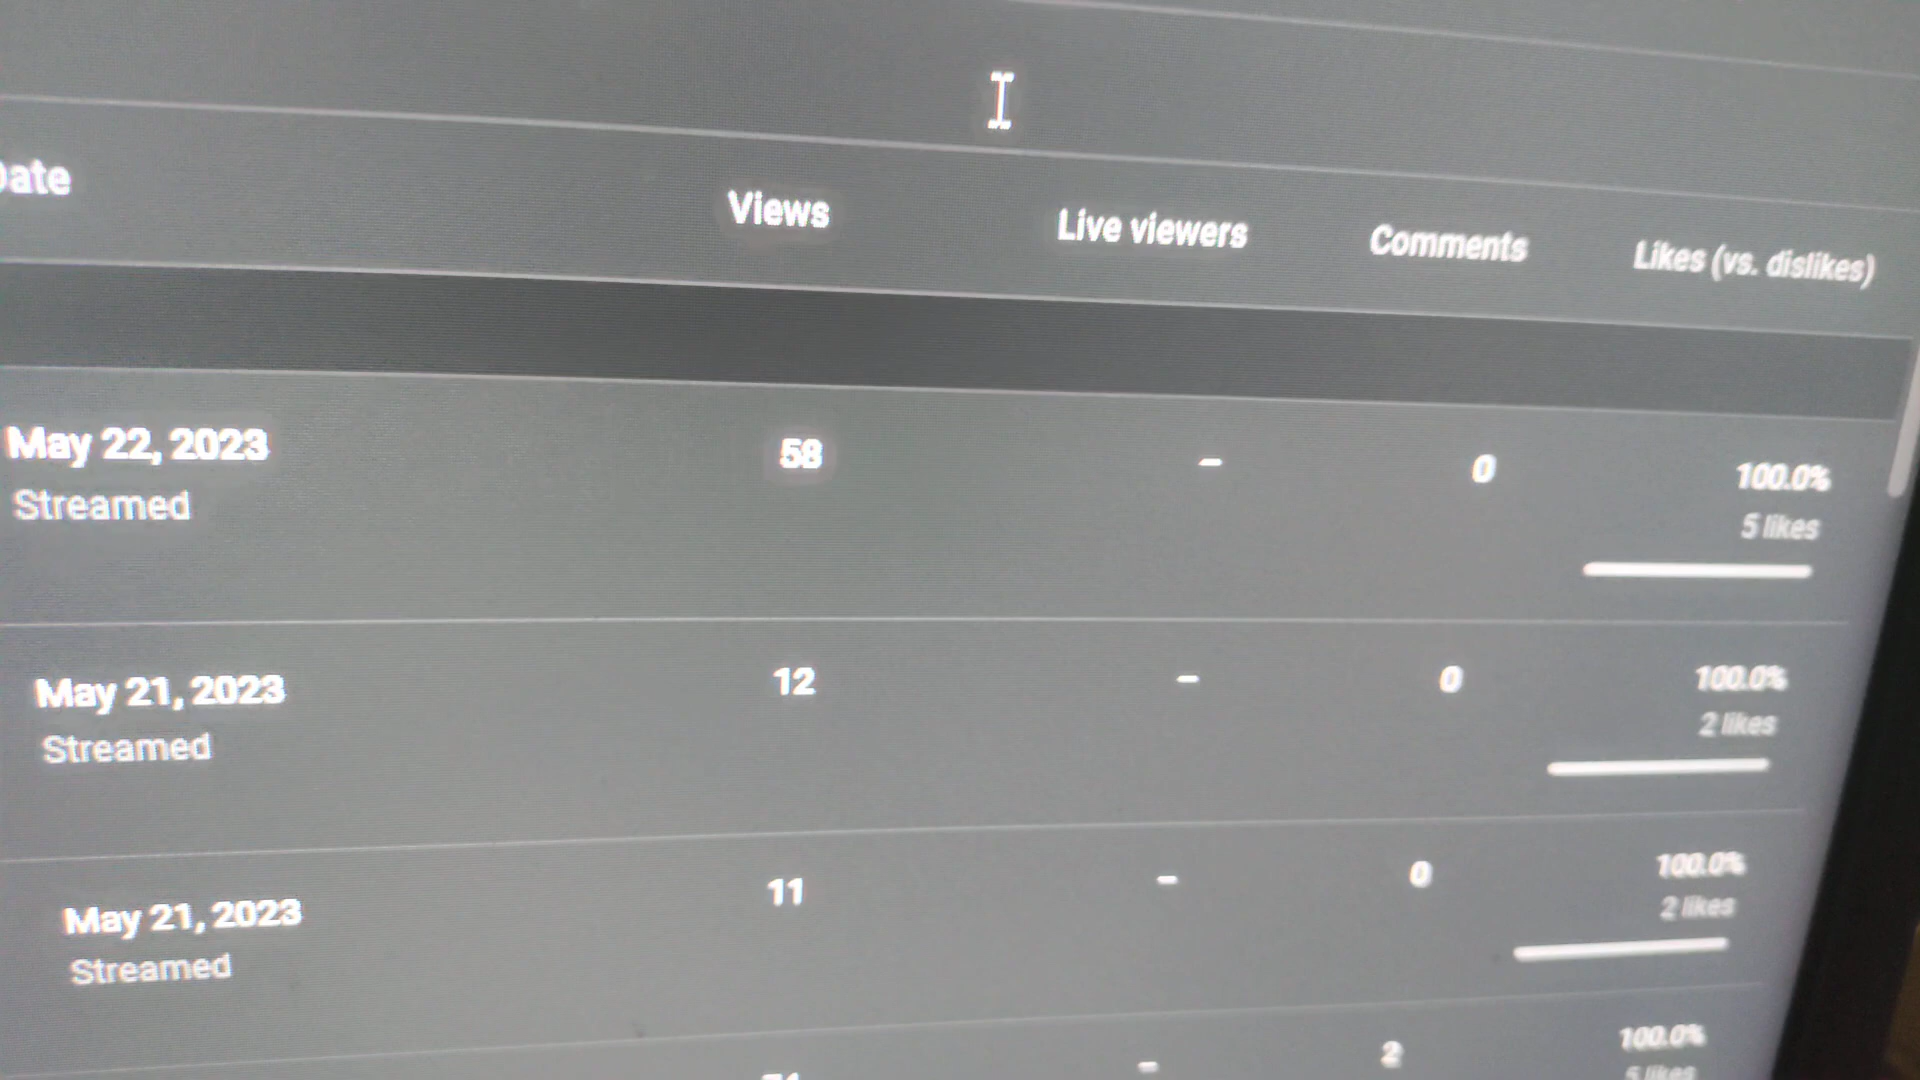 Views Live viewers Comments Likes (vs. dislikes)
May 22, 2023 58 – 0 100.0%
Streamed 5 likes
May 21, 2023 12 – 0 100.0%
Streamed 2 likes
May 21, 2023 11 – 0 100.0%
Streamed 2 likes
– 2 100.0%
likes